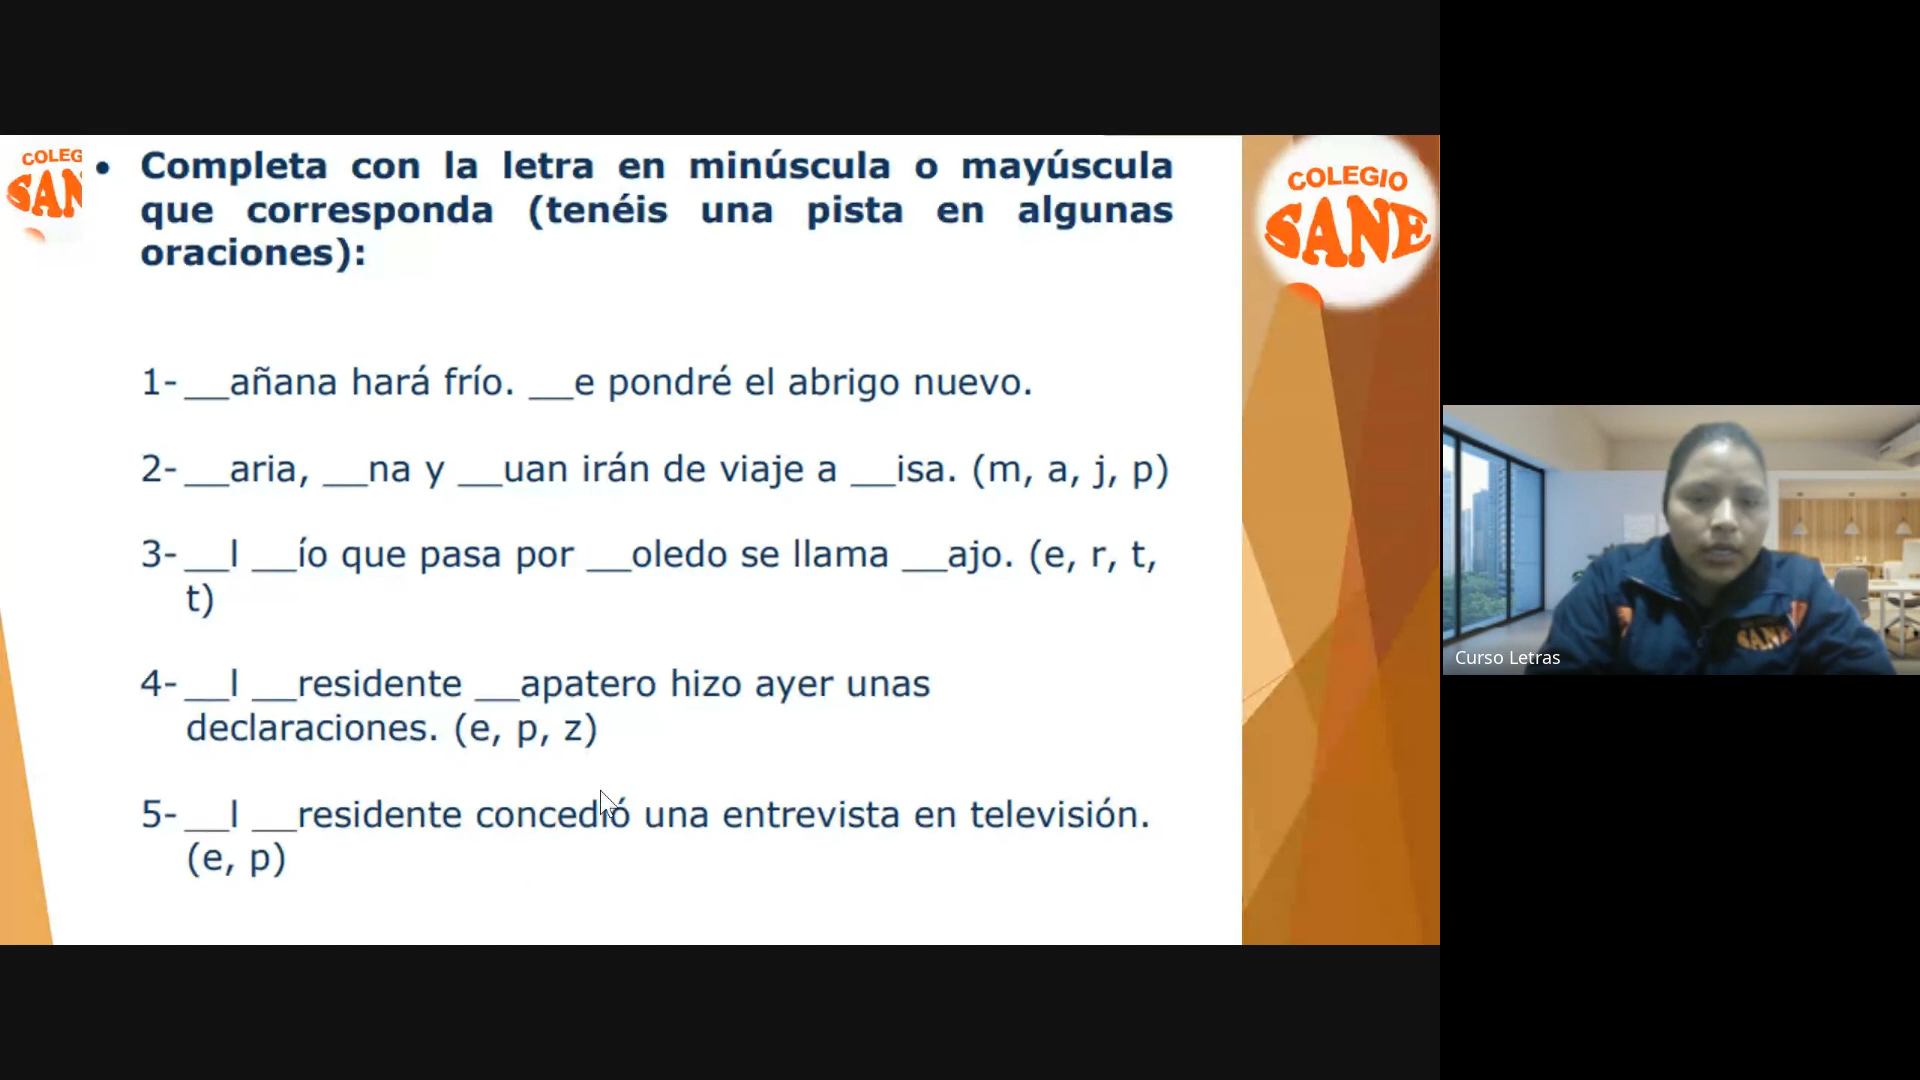 COLEG
SAN
• Completa con la letra en minúscula o mayúscula
que corresponda (tenéis una pista en algunas
oraciones):
1- __añana hará frío. __e pondré el abrigo nuevo.
2- __aria, __na y __uan irán de viaje a __isa. (m, a, j, p)
3- __l __ío que pasa por __oledo se llama __ajo. (e, r, t,
t)
4- __l __residente __apatero hizo ayer unas
declaraciones. (e, p, z)
5- __l __residente concedió una entrevista en televisión.
(e, p)
COLEGIO
SANE
SANE
Curso Letras